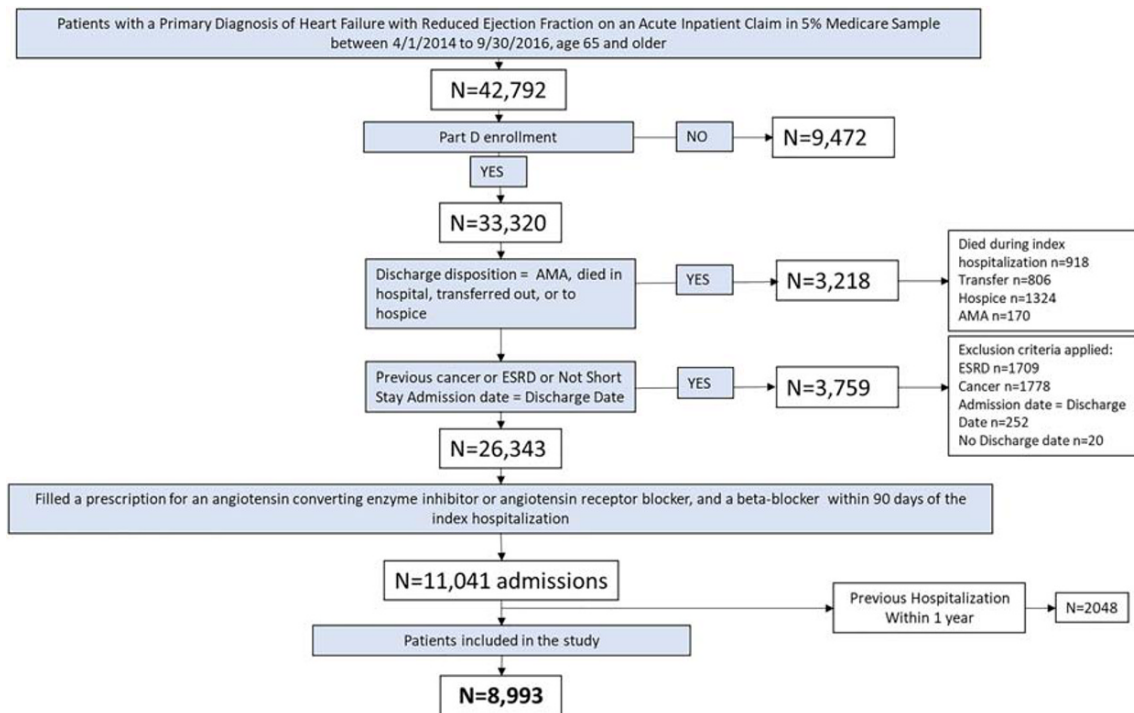 Patients with a Primary Diagnosis of Heart Failure with Reduced Ejection Fraction on an Acute Inpatient Claim in 5% Medicare Sample
between 4/1/2014 to 9/30/2016, age 65 and older
N=42,792
Part D enrollment
NO
N=9,472
YES
N=33,320
Discharge disposition = AMA, died in
hospital, transferred out, or to
hospice
YES
N=3,218
Died during index
hospitalization n=918
Transfer n=806
Hospice n=1324
AMA n=170
Previous cancer or ESRD or Not Short
Stay Admission date = Discharge Date
YES
N=3,759
Exclusion criteria applied:
ESRD n=1709
Cancer n=1778
Admission date = Discharge
Date n=252
No Discharge date n=20
N=26,343
Filled a prescription for an angiotensin converting enzyme inhibitor or angiotensin receptor blocker, and a beta-blocker within 90 days of the
index hospitalization
N=11,041 admissions
Previous Hospitalization
Within 1 year
N=2048
Patients included in the study
N=8,993